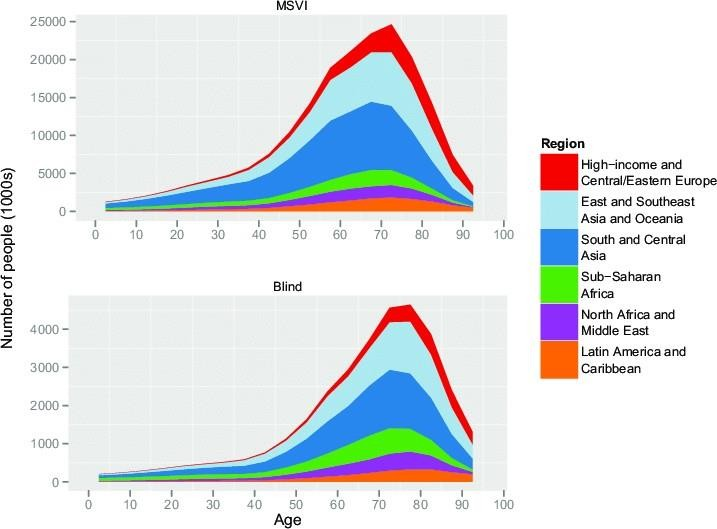 MSVI
25000
20000
15000
10000
5000
0
0 10 20 30 40 50 60 70 80 90 100
Number of people (1000s)
Blind
4000
3000
2000
1000
0
0 10 20 30 40 50 60 70 80 90 100
Age
Region
High-income and
Central/Eastern Europe
East and Southeast
Asia and Oceania
South and Central
Asia
Sub-Saharan
Africa
North Africa and
Middle East
Latin America and
Caribbean